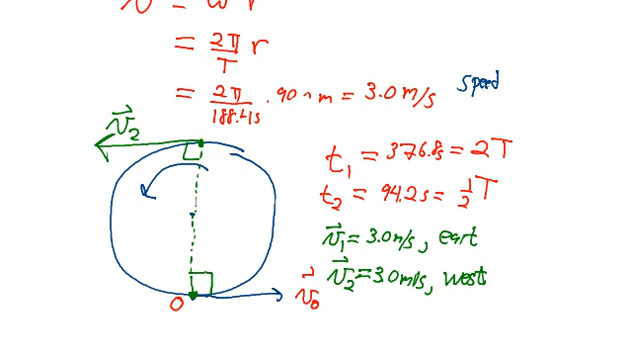 v = ω r
= 2π/T r
= 2π/188.4s · 90 m = 3.0 m/s speed
v⃗₂
t₁ = 376.8s = 2T
t₂ = 94.2s = ½T
v⃗₁ = 3.0 m/s, east
v⃗₂ = 3.0 m/s, west
O v⃗₀